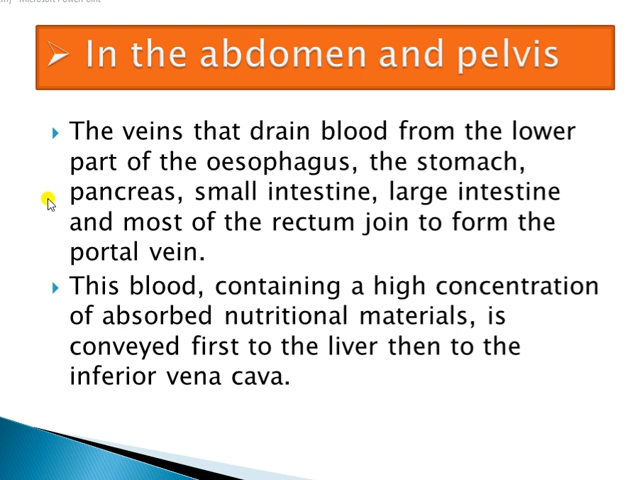 In the abdomen and pelvis
The veins that drain blood from the lower
part of the oesophagus, the stomach,
pancreas, small intestine, large intestine
and most of the rectum join to form the
portal vein.
This blood, containing a high concentration
of absorbed nutritional materials, is
conveyed first to the liver then to the
inferior vena cava.